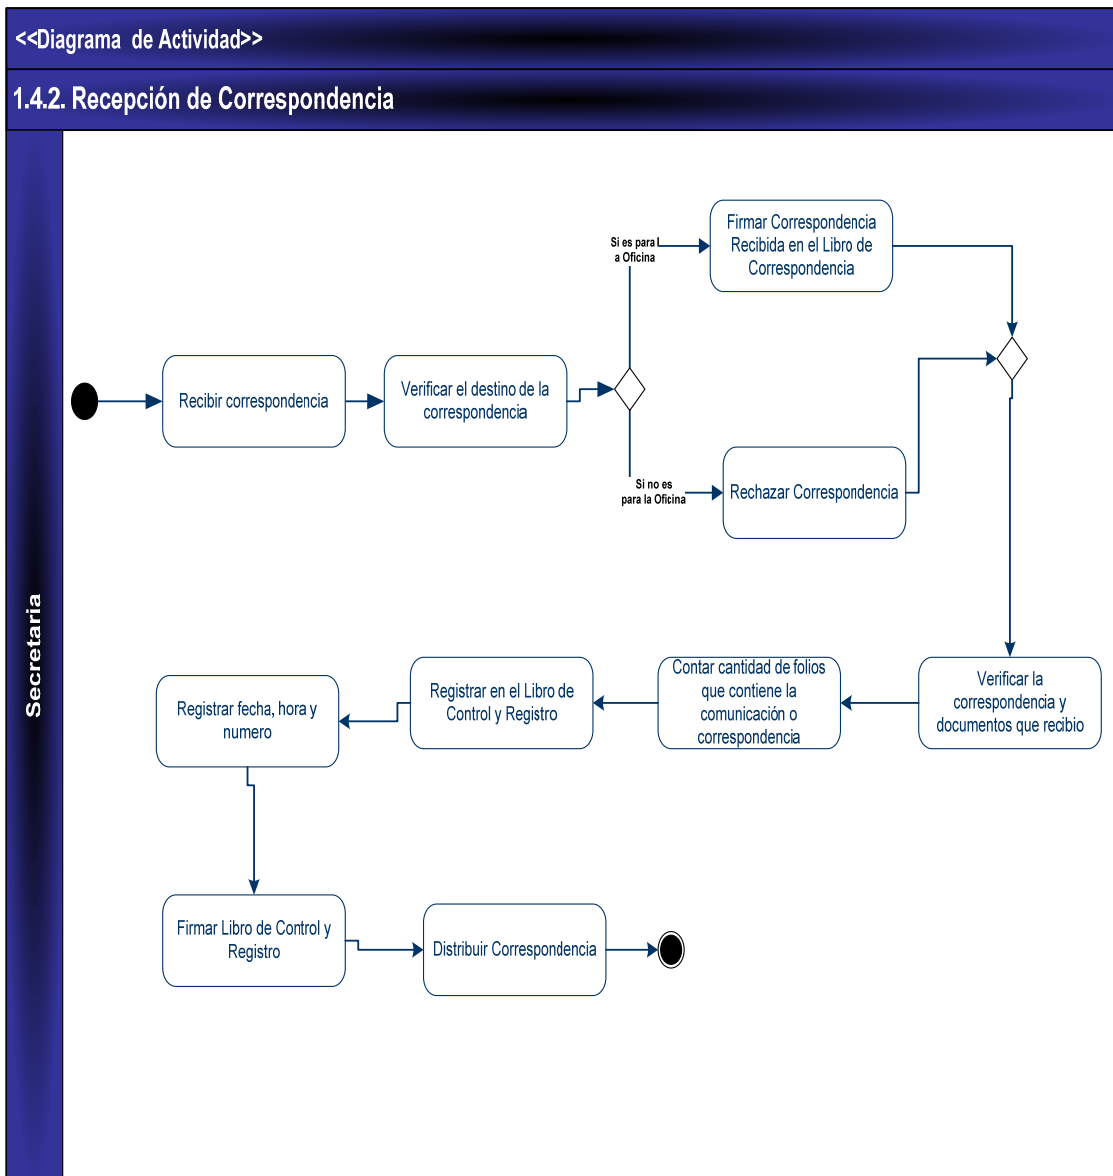 <<Diagrama  de Actividad>>
1.4.2. Recepción de Correspondencia
Secretaria
Recibir correspondencia
Verificar el destino de la
correspondencia
Si es para l
a Oficina
Firmar Correspondencia
Recibida en el Libro de
Correspondencia
Si no es
para la Oficina
Rechazar Correspondencia
Verificar la
correspondencia y
documentos que recibio
Contar cantidad de folios
que contiene la
comunicación o
correspondencia
Registrar en el Libro de
Control y Registro
Registrar fecha, hora y
numero
Firmar Libro de Control y
Registro
Distribuir Correspondencia